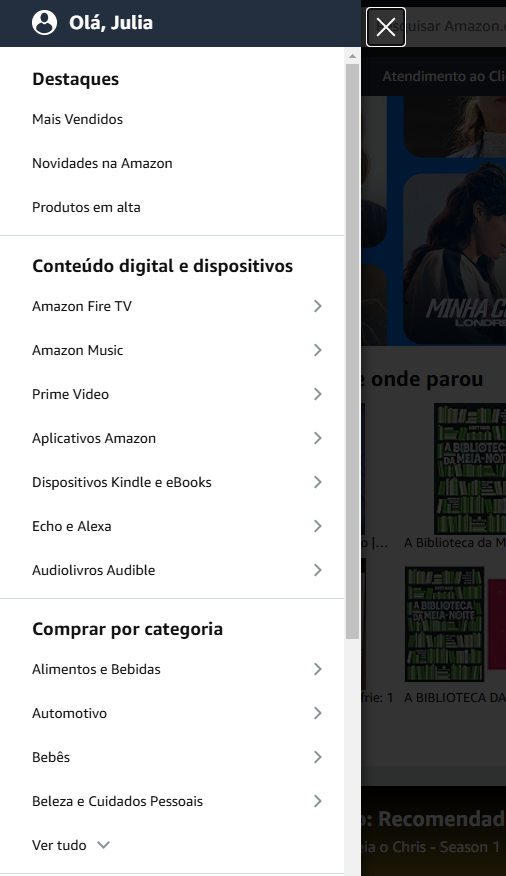 Olá, Julia
Pesquisar Amazon.
Atendimento ao Cli
Destaques
Mais Vendidos
Novidades na Amazon
Produtos em alta
Conteúdo digital e dispositivos
Amazon Fire TV
Amazon Music
Prime Video
Aplicativos Amazon
Dispositivos Kindle e eBooks
Echo e Alexa
Audiolivros Audible
Comprar por categoria
Alimentos e Bebidas
Automotivo
Bebês
Beleza e Cuidados Pessoais
Ver tudo
MINHA C
LONDRE
e onde parou
A BIBLIOTECA
DA
MEIA-NOITE
o |... A Biblioteca da M
A BIBLIOTECA
DA
MEIA-NOITE
frie: 1 A BIBLIOTECA DA
o: Recomendad
eia o Chris - Season 1